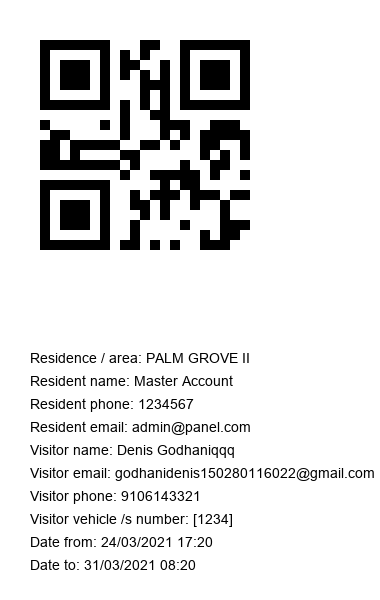 Residence / area: PALM GROVE II
Resident name: Master Account
Resident phone: 1234567
Resident email: admin@panel.com
Visitor name: Denis Godhaniqqq
Visitor email: godhanidenis150280116022@gmail.com
Visitor phone: 9106143321
Visitor vehicle /s number: [1234]
Date from: 24/03/2021 17:20
Date to: 31/03/2021 08:20